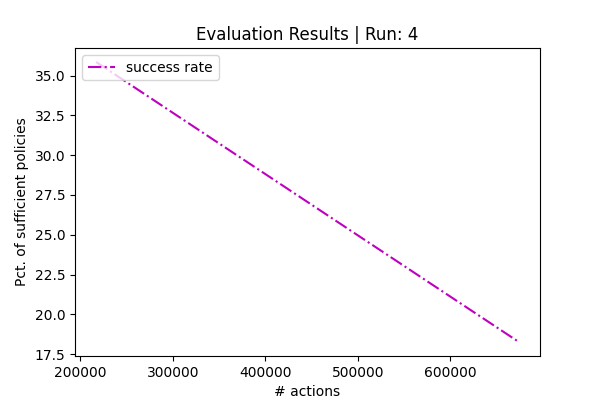 Evaluation Results | Run: 4
success rate
Pct. of sufficient policies
35.0
32.5
30.0
27.5
25.0
22.5
20.0
17.5
200000 300000 400000 500000 600000
# actions